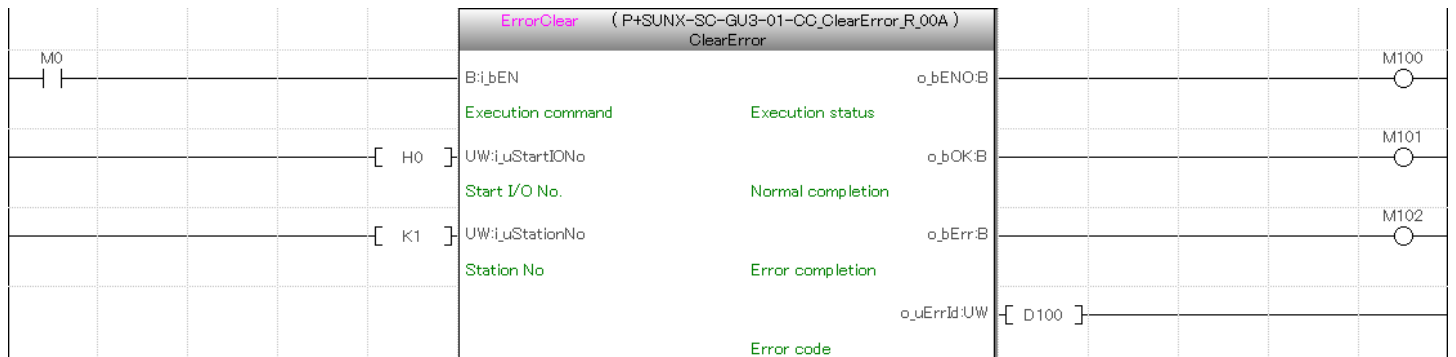 ErrorClear (P+SUNX-SC-GU3-01-CC_ClearError_R_00A)
ClearError
M0 B:i_bEN o_bENO:B M100
Execution command Execution status
[ H0 ] UW:i_uStartIONo o_bOK:B M101
Start I/O No. Normal completion
[ K1 ] UW:i_uStationNo o_bErr:B M102
Station No Error completion
o_uErrId:UW [ D100 ]
Error code